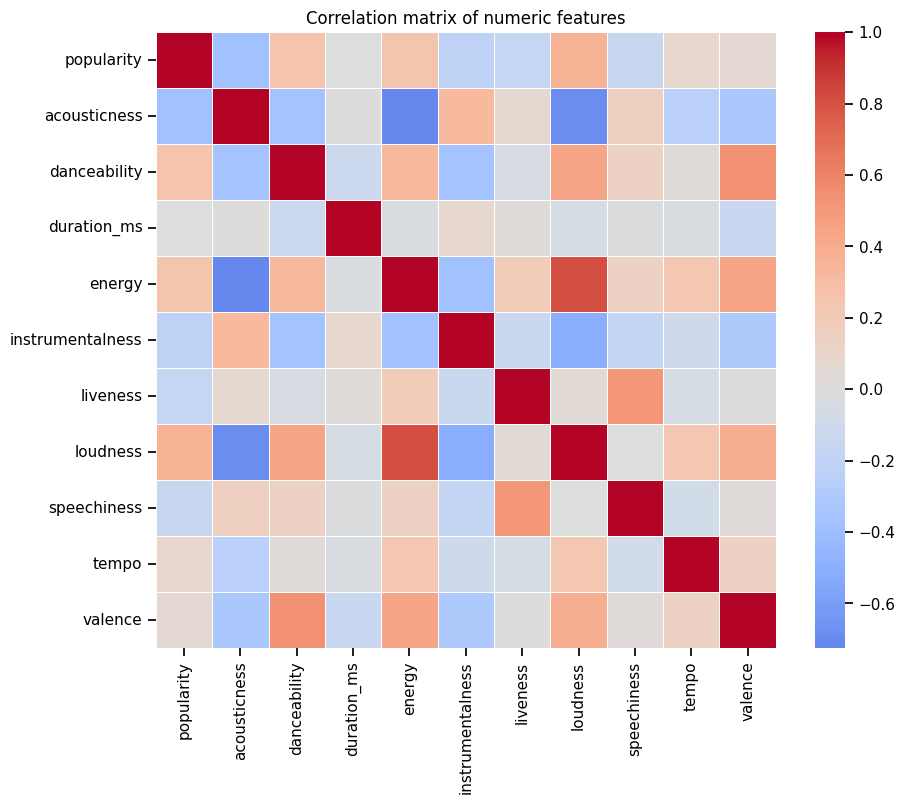 Correlation matrix of numeric features
popularity
acousticness
danceability
duration_ms
energy
instrumentalness
liveness
loudness
speechiness
tempo
valence
popularity
acousticness
danceability
duration_ms
energy
instrumentalness
liveness
loudness
speechiness
tempo
valence
1.0
0.8
0.6
0.4
0.2
0.0
−0.2
−0.4
−0.6